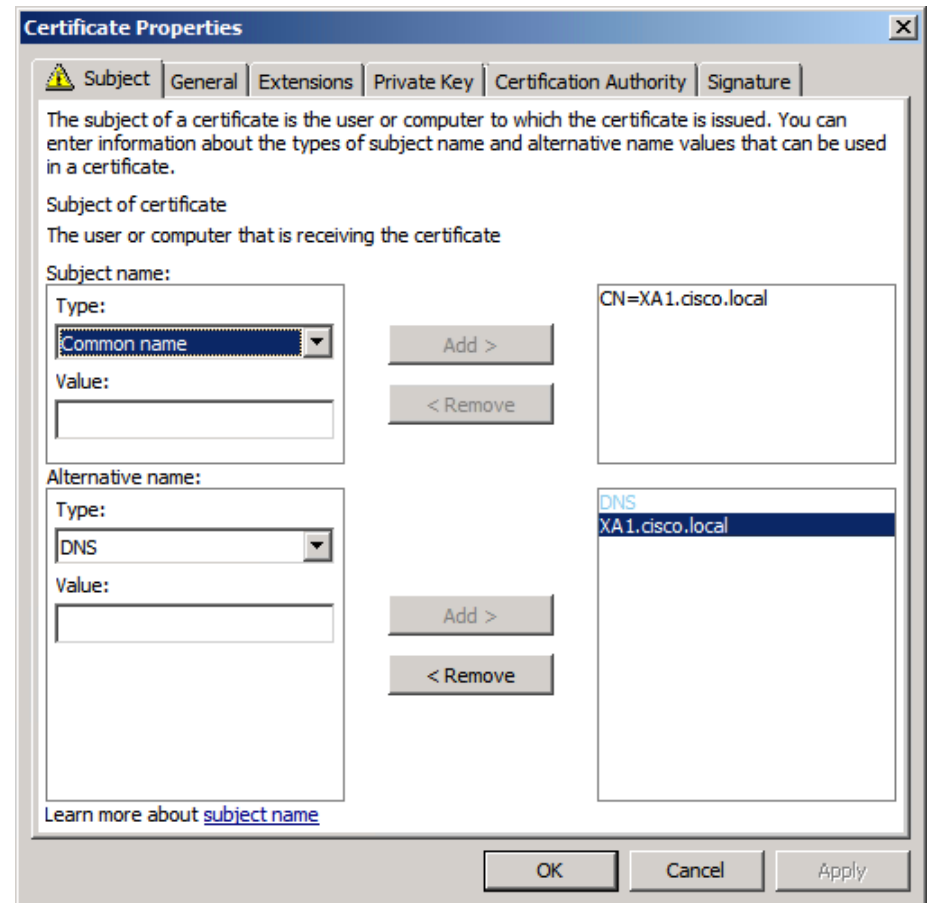 Certificate Properties
Subject General Extensions Private Key Certification Authority Signature
The subject of a certificate is the user or computer to which the certificate is issued. You can
enter information about the types of subject name and alternative name values that can be used
in a certificate.
Subject of certificate
The user or computer that is receiving the certificate
Subject name:
Type:
Common name
Value:
Add >
< Remove
CN=XA1.cisco.local
Alternative name:
Type:
DNS
Value:
Add >
< Remove
DNS
XA1.cisco.local
Learn more about subject name
OK Cancel Apply